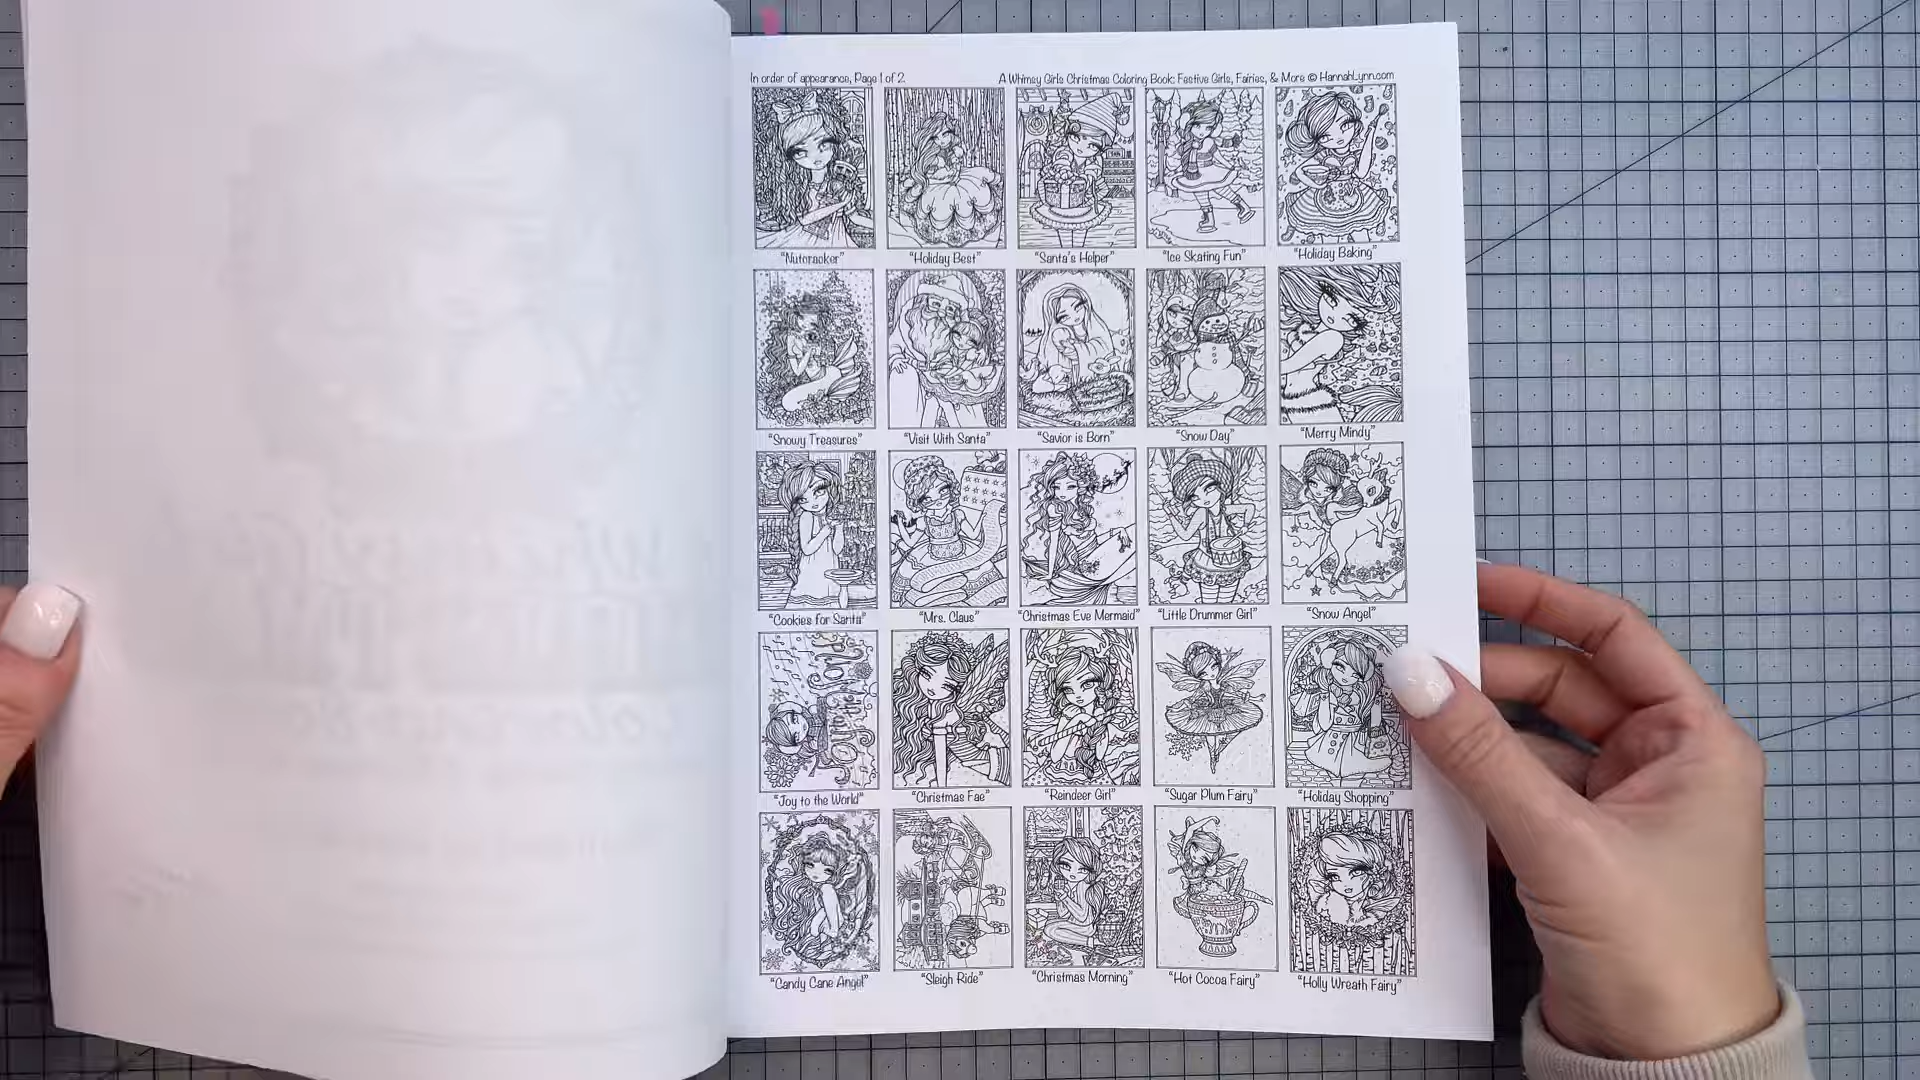 In order of appearance, Page 1 of 2
A Whimsy Girls Christmas Coloring Book: Festive Girls, Fairies, & More © HannahLynn.com
"Nutcracker"
"Holiday Best"
"Santa's Helper"
"Ice Skating Fun"
"Holiday Baking"
"Snowy Treasures"
"Visit With Santa"
"Savior is Born"
"Snow Day"
"Merry Mindy"
"Cookies for Santa"
"Mrs. Claus"
"Christmas Eve Mermaid"
"Little Drummer Girl"
"Snow Angel"
Joy to the World
"Joy to the World"
"Christmas Fae"
"Reindeer Girl"
"Sugar Plum Fairy"
"Holiday Shopping"
"Candy Cane Angel"
"Sleigh Ride"
"Christmas Morning"
"Hot Cocoa Fairy"
"Holly Wreath Fairy"